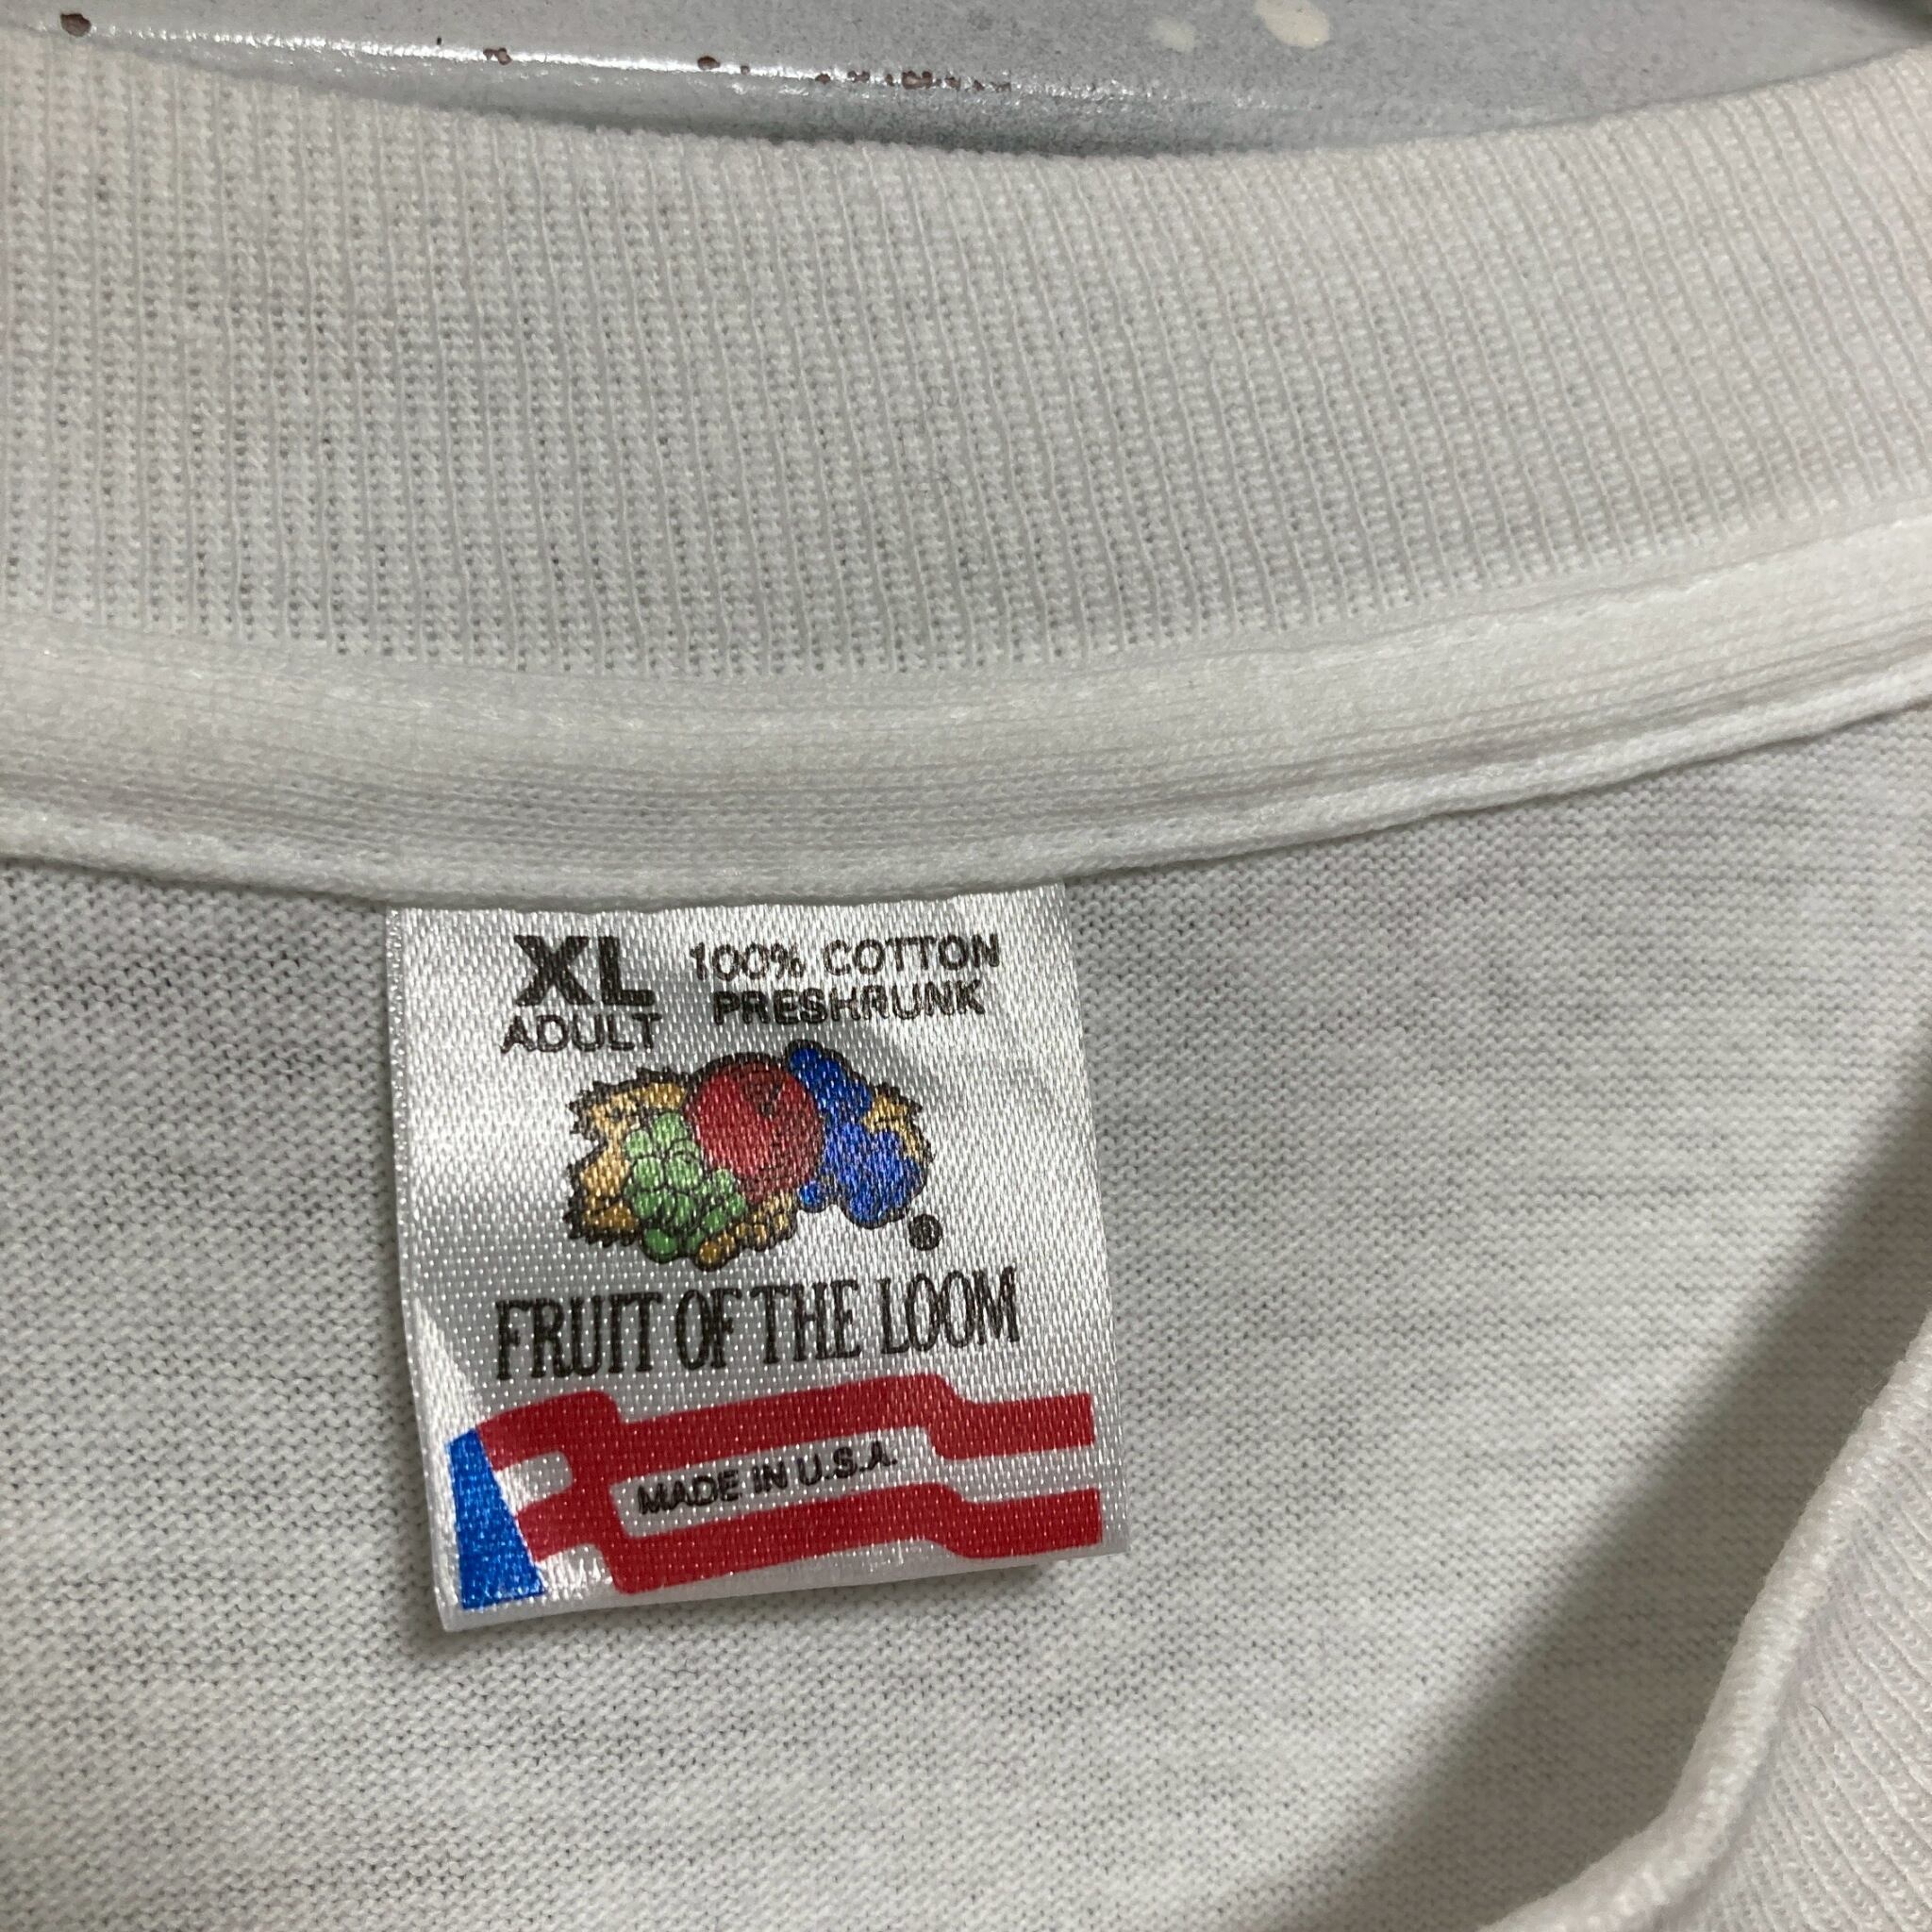 XL
ADULT
100% COTTON
PRESHRUNK
®
FRUIT OF THE LOOM
MADE IN U.S.A.